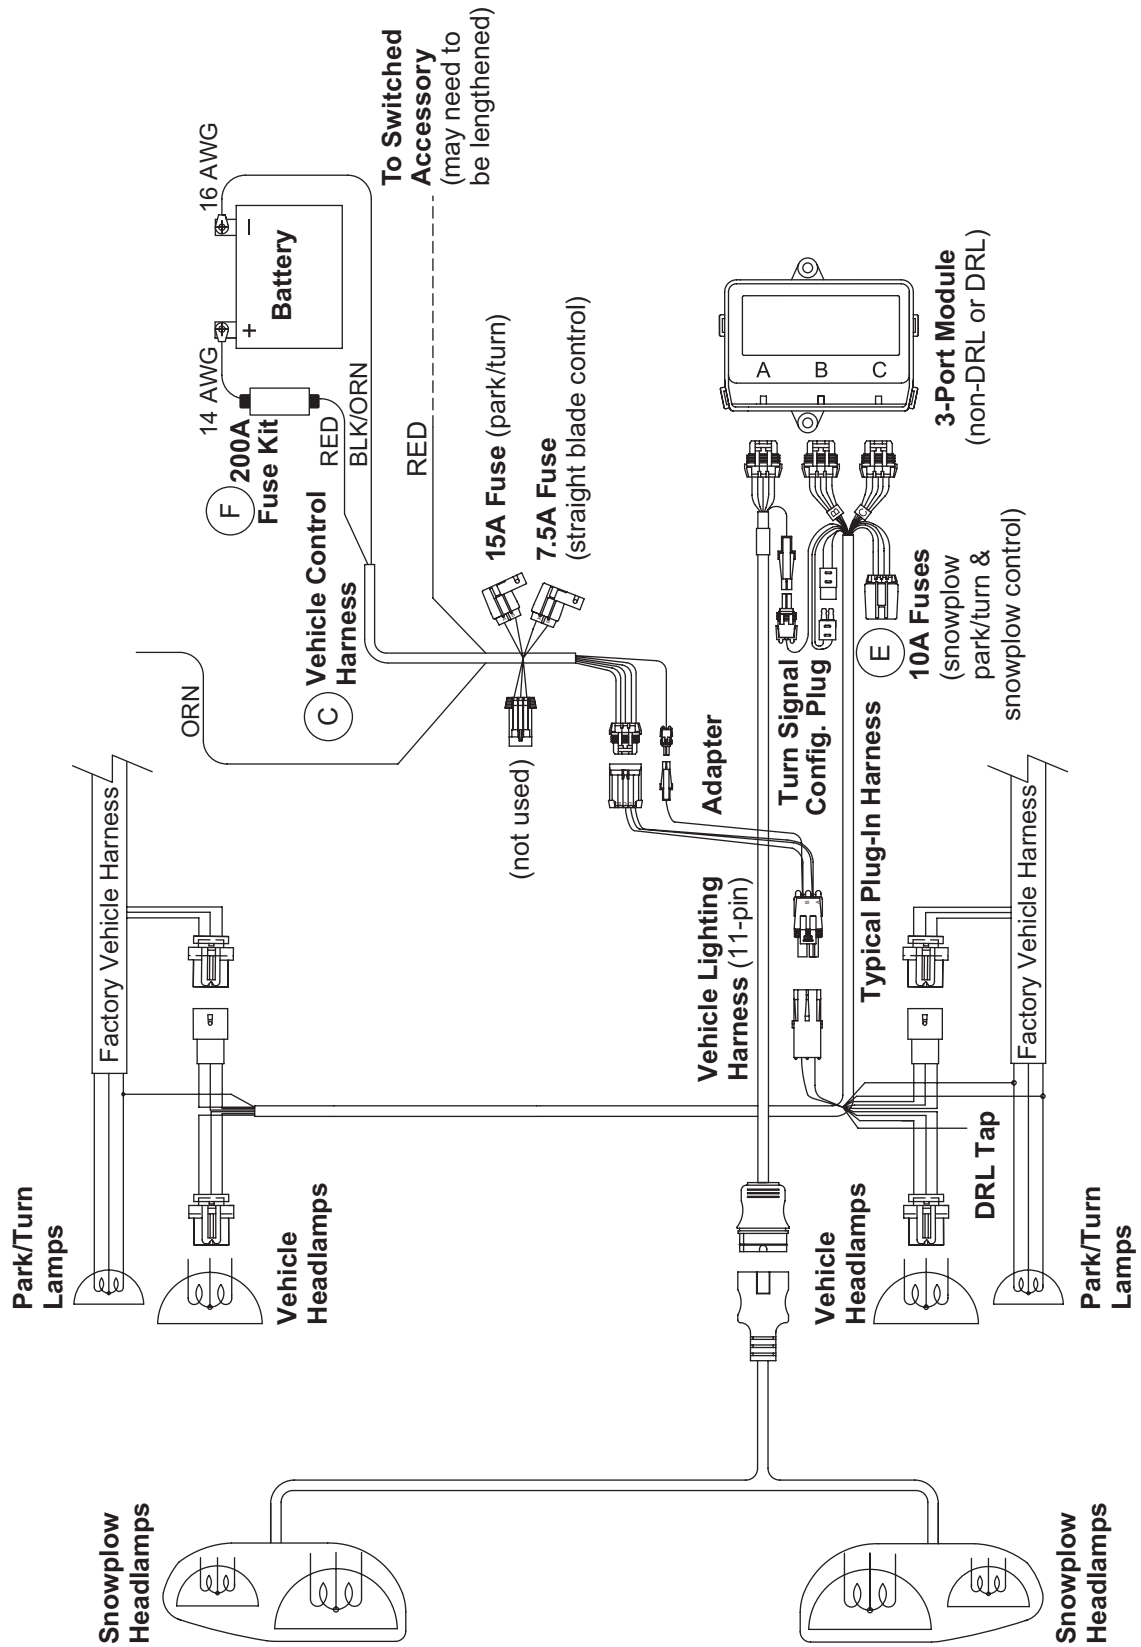 Snowplow
Headlamps
Park/Turn
Lamps
Vehicle
Headlamps
Factory Vehicle Harness
ORN
C
Vehicle Control
Harness
F
200A
Fuse Kit
14 AWG
16 AWG
+
–
Battery
RED
BLK/ORN
RED
To Switched
Accessory
(may need to
be lengthened)
15A Fuse (park/turn)
7.5A Fuse
(straight blade control)
(not used)
Adapter
Vehicle Lighting
Harness (11-pin)
Turn Signal
Config. Plug
Typical Plug-In Harness
A
B
C
B
C
3-Port Module
(non-DRL or DRL)
E
10A Fuses
(snowplow
park/turn &
snowplow control)
Vehicle
Headlamps
DRL Tap
Factory Vehicle Harness
Park/Turn
Lamps
Snowplow
Headlamps